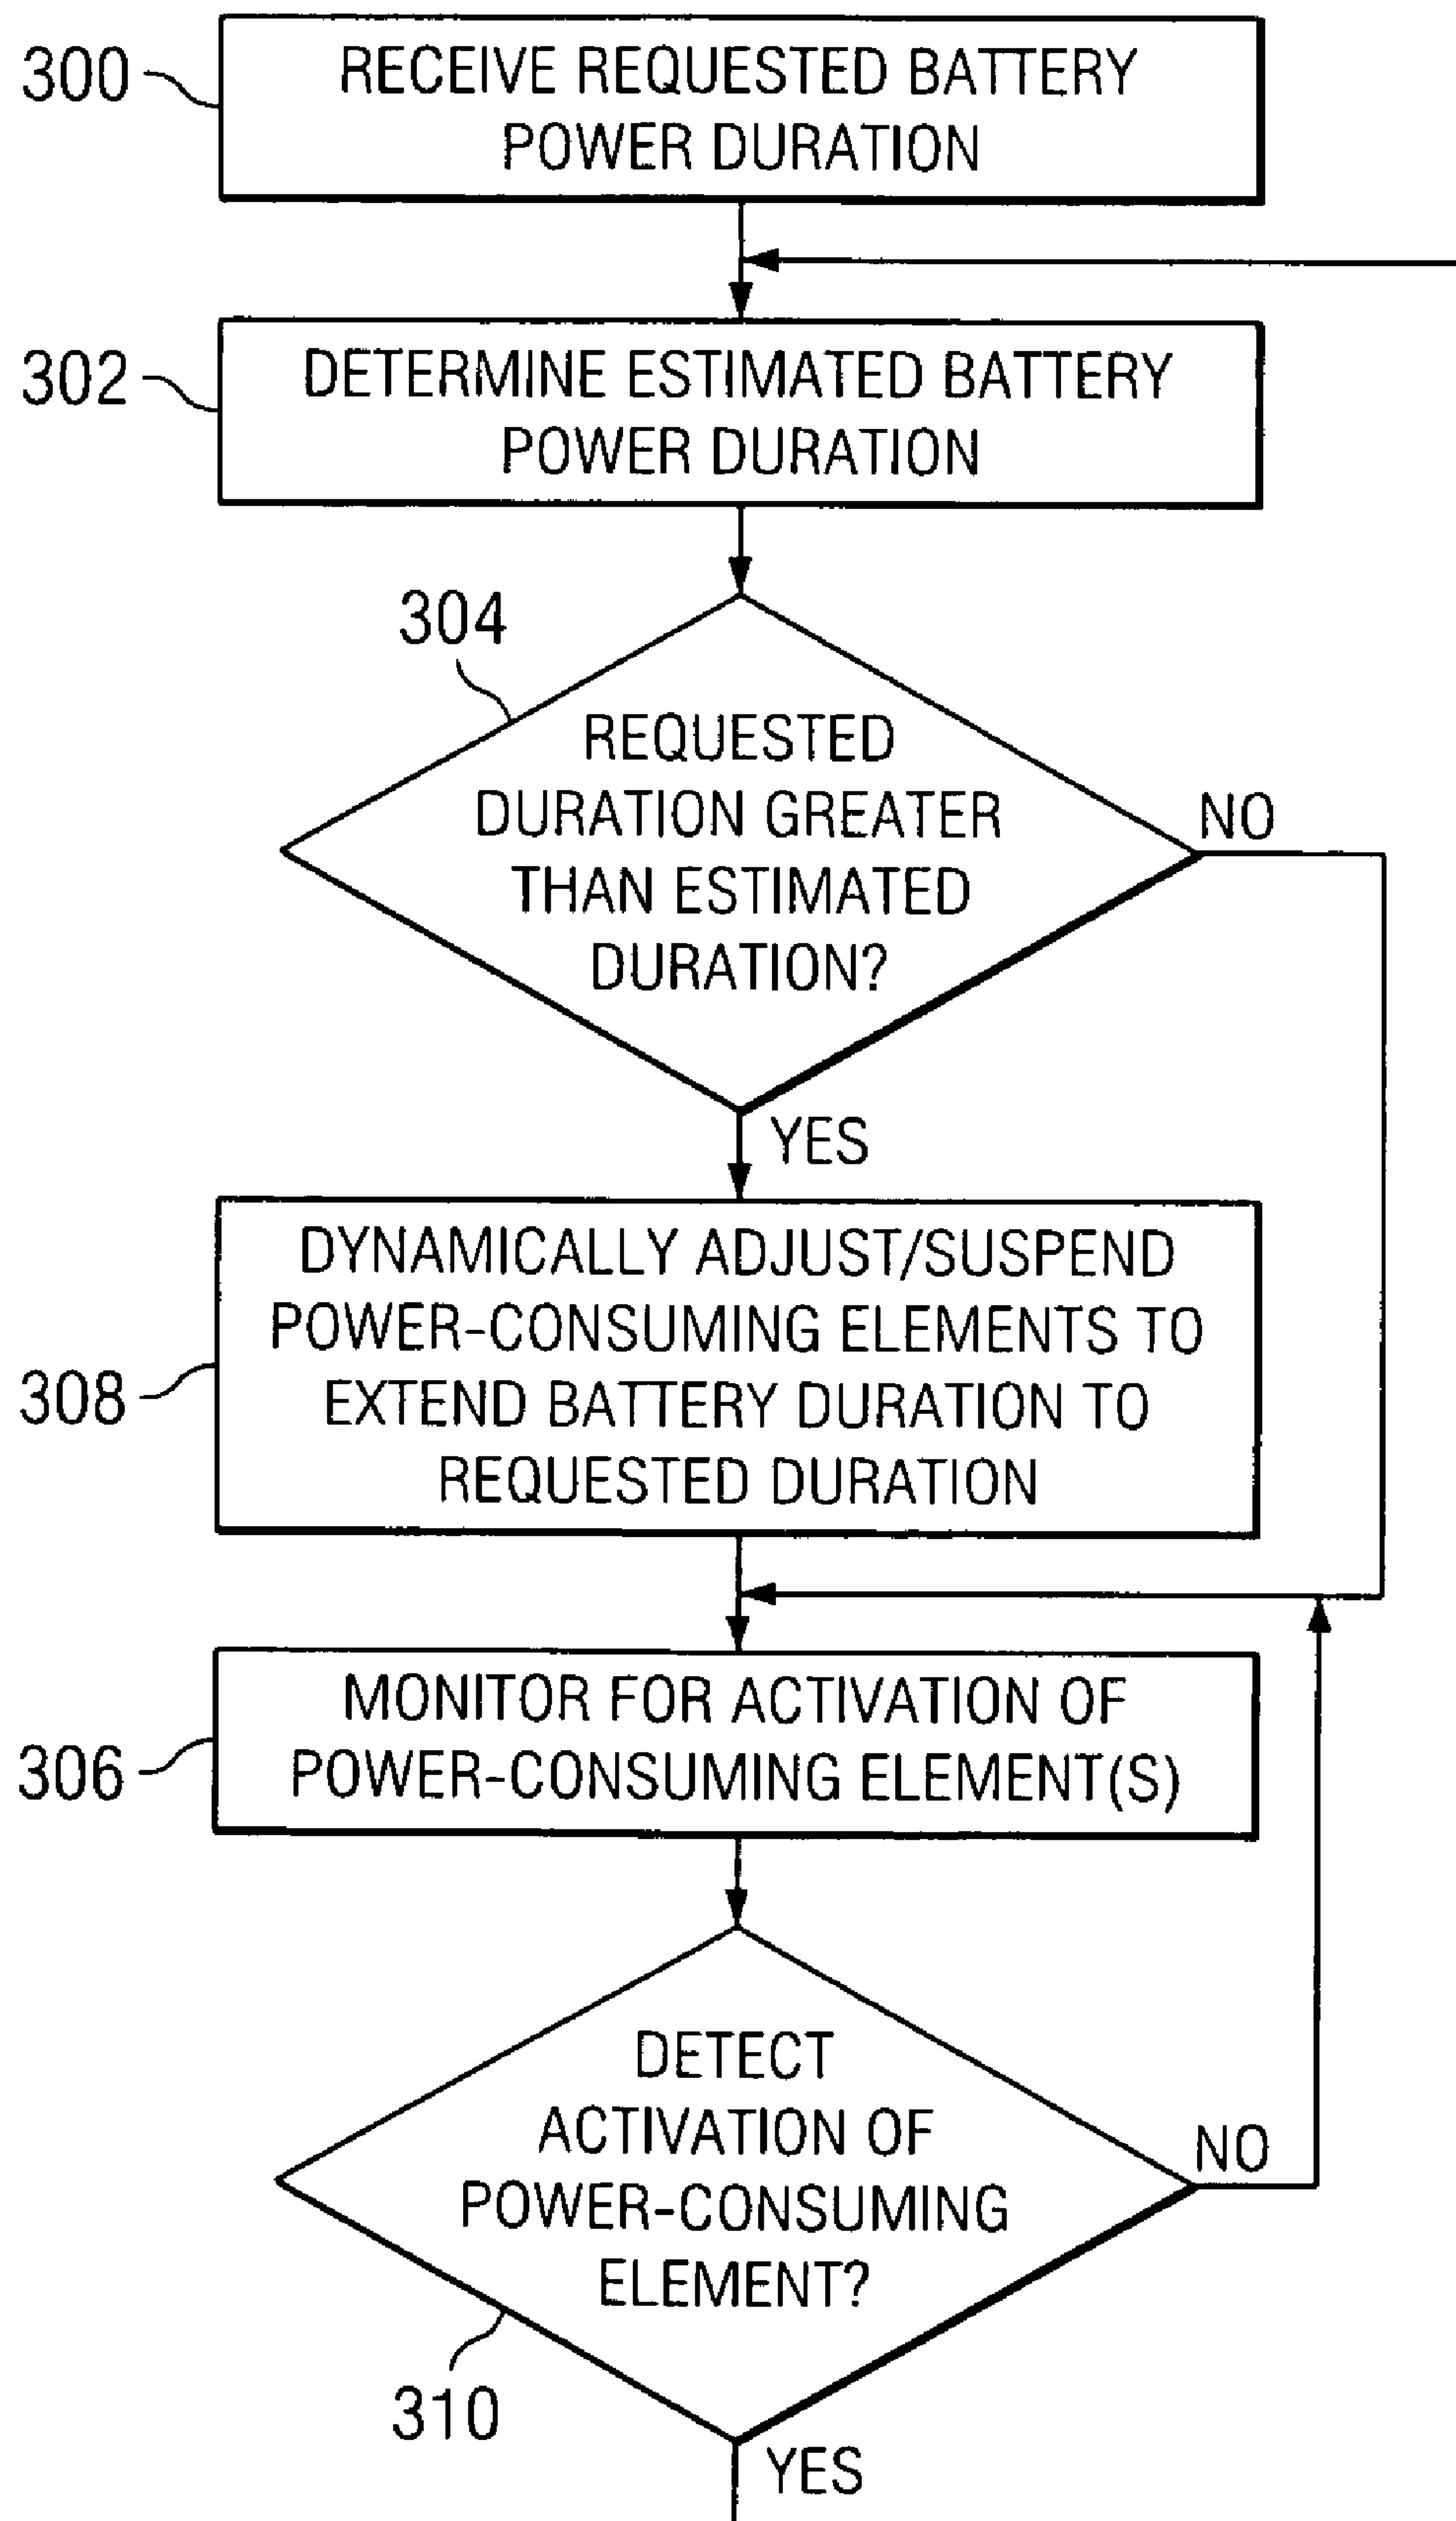 300
RECEIVE REQUESTED BATTERY
POWER DURATION
302
DETERMINE ESTIMATED BATTERY
POWER DURATION
304
REQUESTED
DURATION GREATER
THAN ESTIMATED
DURATION?
NO
YES
308
DYNAMICALLY ADJUST/SUSPEND
POWER-CONSUMING ELEMENTS TO
EXTEND BATTERY DURATION TO
REQUESTED DURATION
306
MONITOR FOR ACTIVATION OF
POWER-CONSUMING ELEMENT(S)
DETECT
ACTIVATION OF
POWER-CONSUMING
ELEMENT?
NO
310
YES